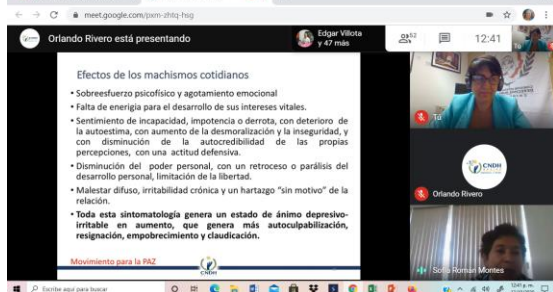 meet.google.com/pxm-zhtq-hsg
Orlando Rivero está presentando
Edgar Villota
y 47 más
52
12:41
Efectos de los machismos cotidianos
• Sobreesfuerzo psicofísico y agotamiento emocional
• Falta de energía para el desarrollo de sus intereses vitales.
• Sentimiento de incapacidad, impotencia o derrota, con deterioro de
la autoestima, con aumento de la desmoralización y la inseguridad, y
con disminución de la autocredibilidad de las propias
percepciones, con una actitud defensiva.
• Disminución del poder personal, con un retroceso o parálisis del
desarrollo personal, limitación de la libertad.
• Malestar difuso, irritabilidad crónica y un hartazgo "sin motivo" de la
relación.
• Toda esta sintomatología genera un estado de ánimo depresivo-
irritable en aumento, que genera más autoculpabilización,
resignación, empobrecimiento y claudicación.
Movimiento para la PAZ
CNDH
Tú
CNDH
Orlando Rivero
Sofía Román Montes
Escribe aquí para buscar
12:41 p. m.